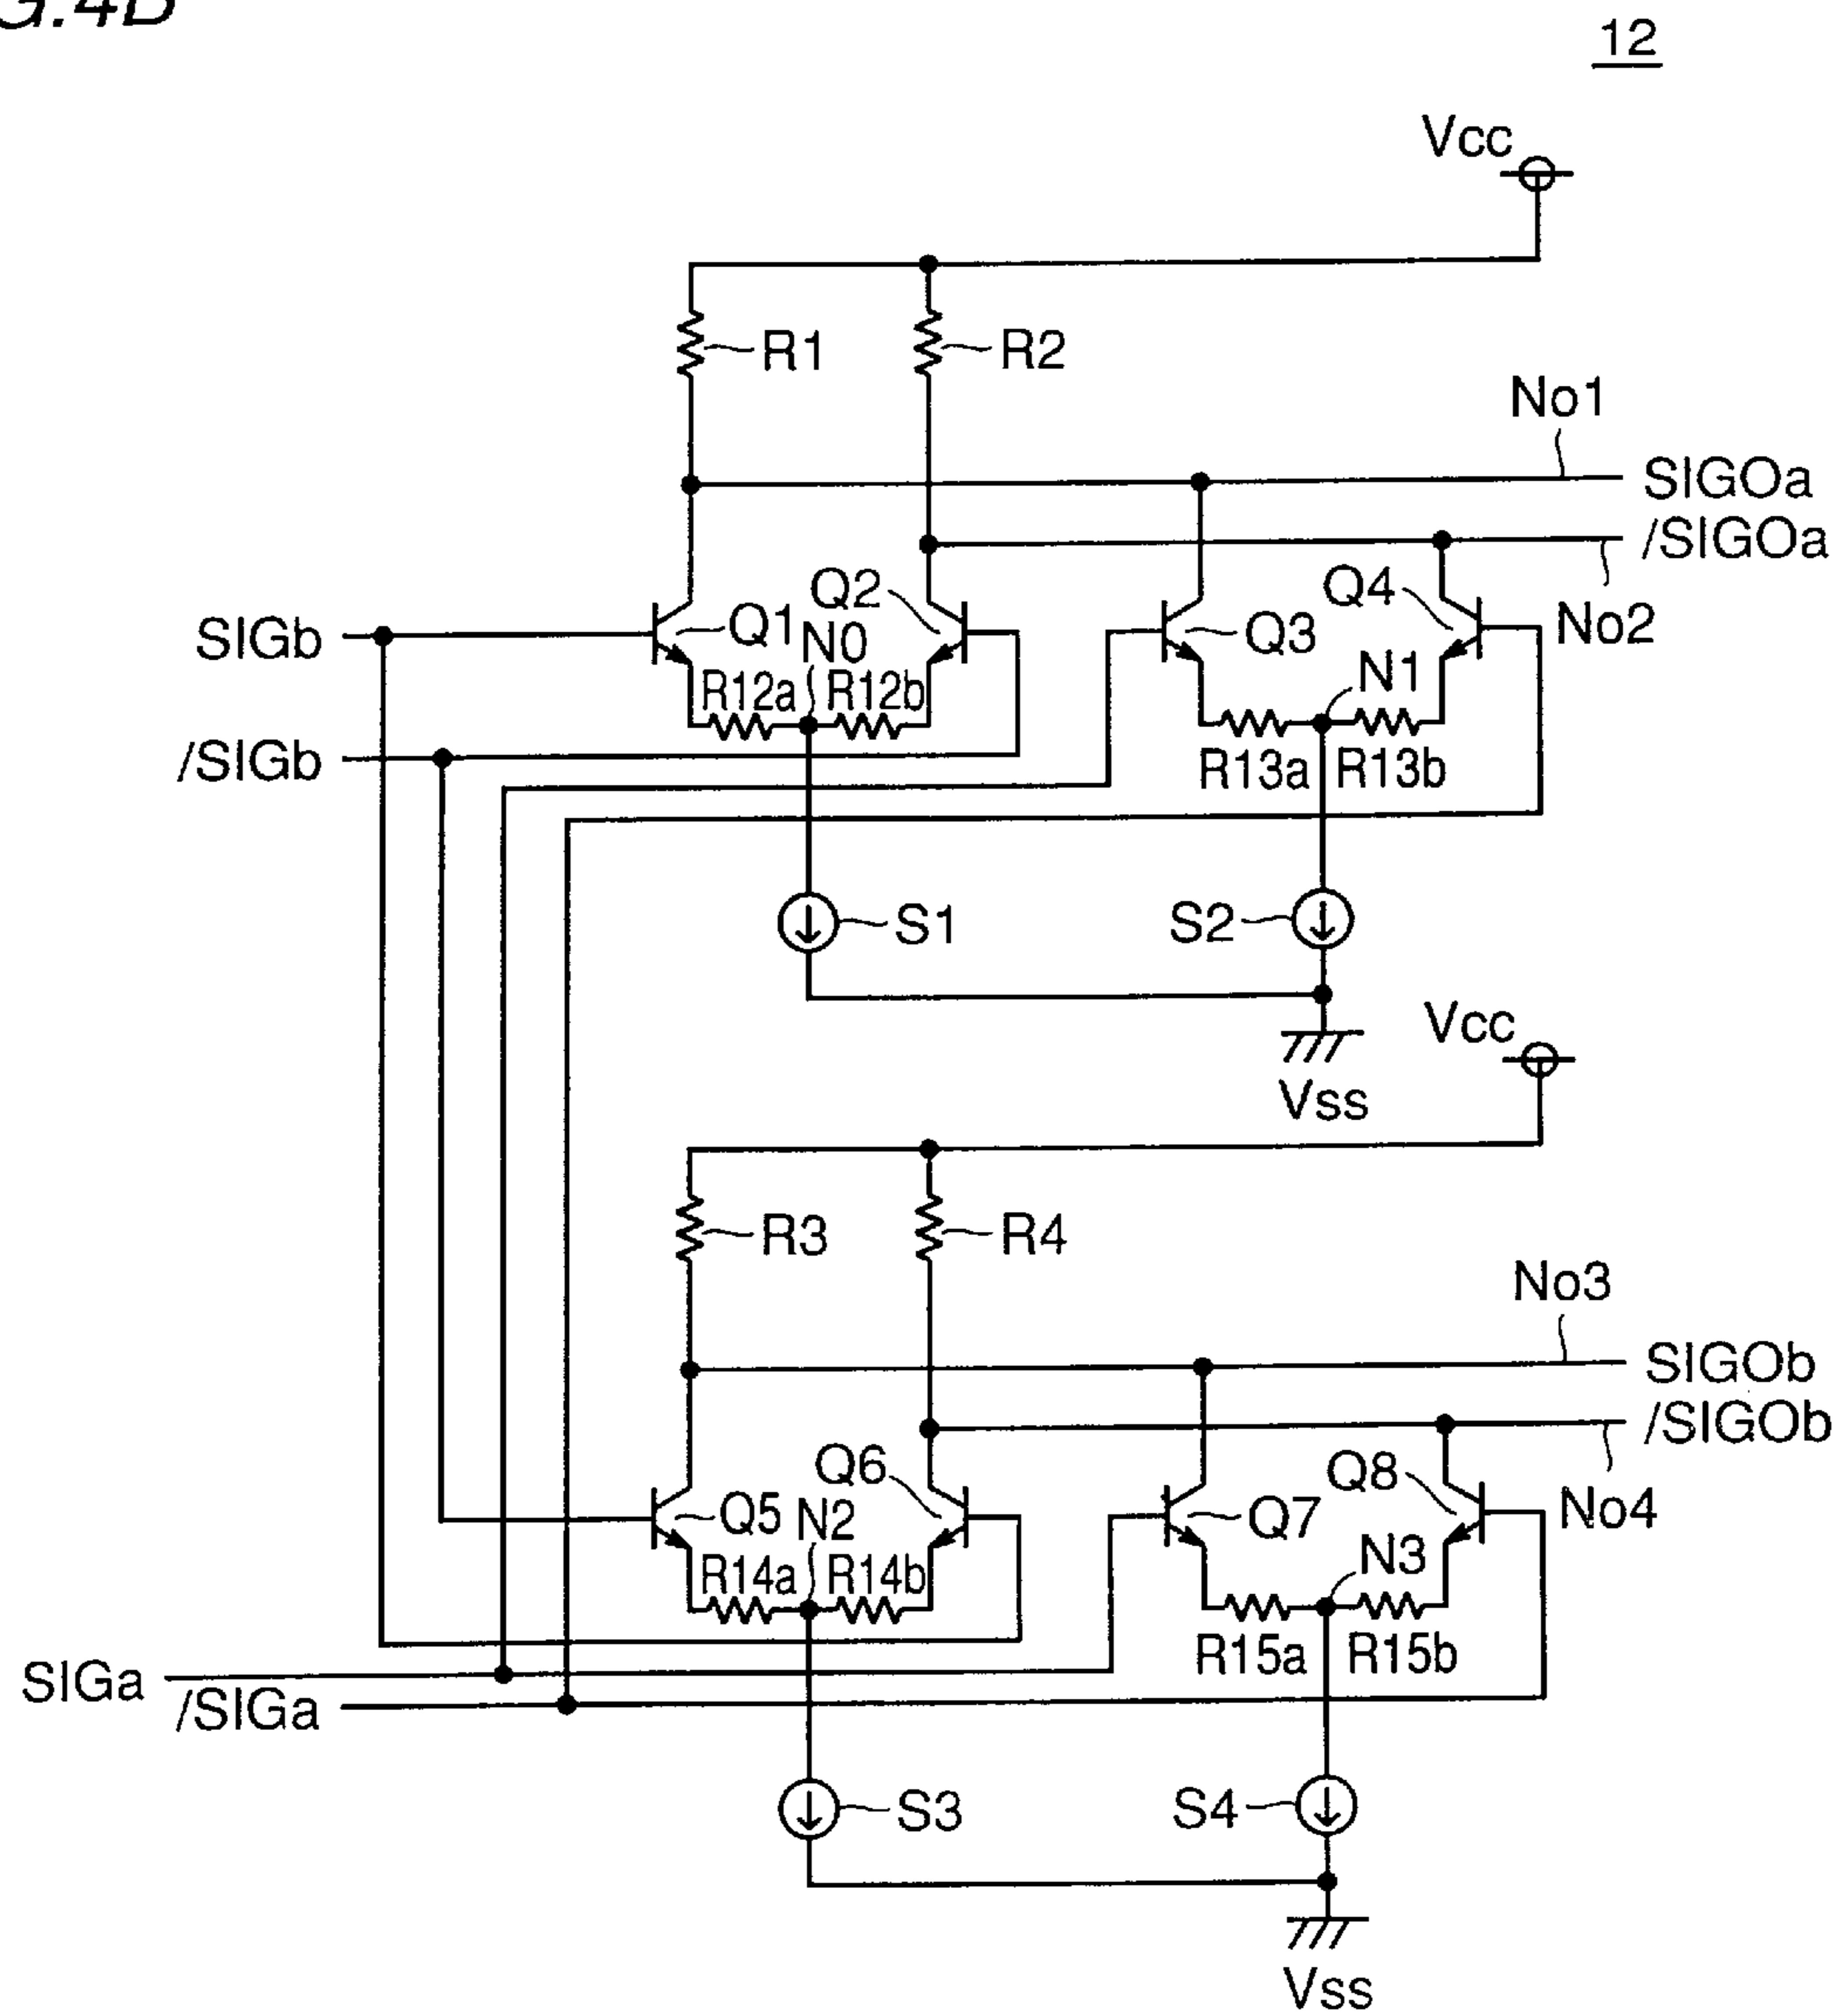 G.4B
12
Vcc
R1
R2
No1
SIGOa
/SIGOa
Q2
Q4
SIGb
Q1
N0
Q3
No2
R12a
R12b
N1
/SIGb
R13a
R13b
S1
S2
Vcc
Vss
R3
R4
No3
SIGOb
/SIGOb
Q6
Q8
Q5
N2
Q7
No4
R14a
R14b
N3
SIGa
R15a
R15b
/SIGa
S3
S4
Vss